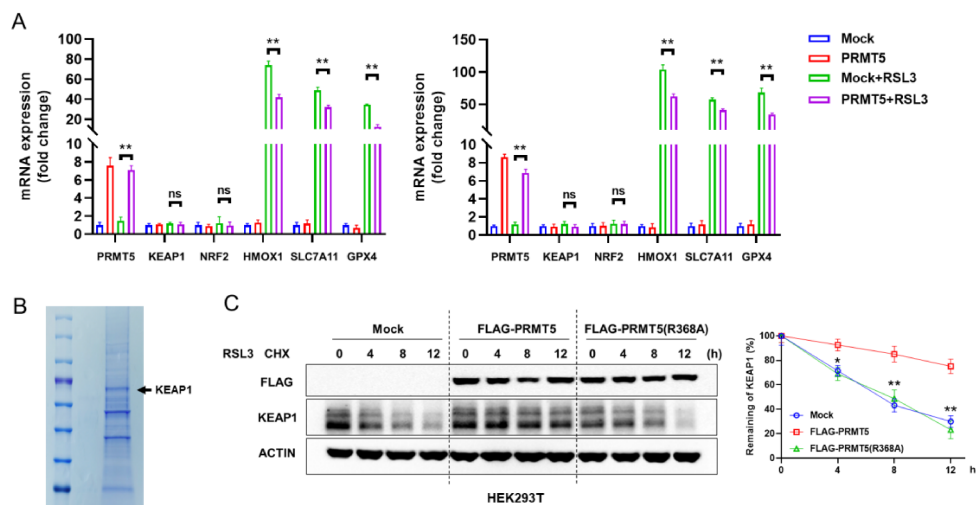 A
mRNA expression
(fold change)
100
80
60
40
20
8
6
4
2
0
**
ns
ns
**
**
**
PRMT5 KEAP1 NRF2 HMOX1 SLC7A11 GPX4
mRNA expression
(fold change)
150
100
50
8
6
4
2
0
**
ns
ns
**
**
**
PRMT5 KEAP1 NRF2 HMOX1 SLC7A11 GPX4
Mock
PRMT5
Mock+RSL3
PRMT5+RSL3
B
KEAP1
C
Mock FLAG-PRMT5 FLAG-PRMT5(R368A)
RSL3 CHX 0 4 8 12 0 4 8 12 0 4 8 12 (h)
FLAG
KEAP1
ACTIN
HEK293T
Remaining of KEAP1 (%)
100
80
60
40
20
0
*
**
**
Mock
FLAG-PRMT5
FLAG-PRMT5(R368A)
0 4 8 12 h